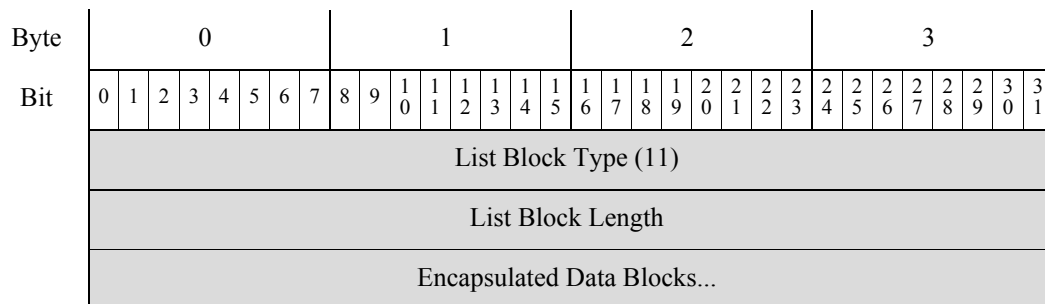 Byte 0 1 2 3
Bit 0 1 2 3 4 5 6 7 8 9 10 11 12 13 14 15 16 17 18 19 20 21 22 23 24 25 26 27 28 29 30 31
List Block Type (11)
List Block Length
Encapsulated Data Blocks...